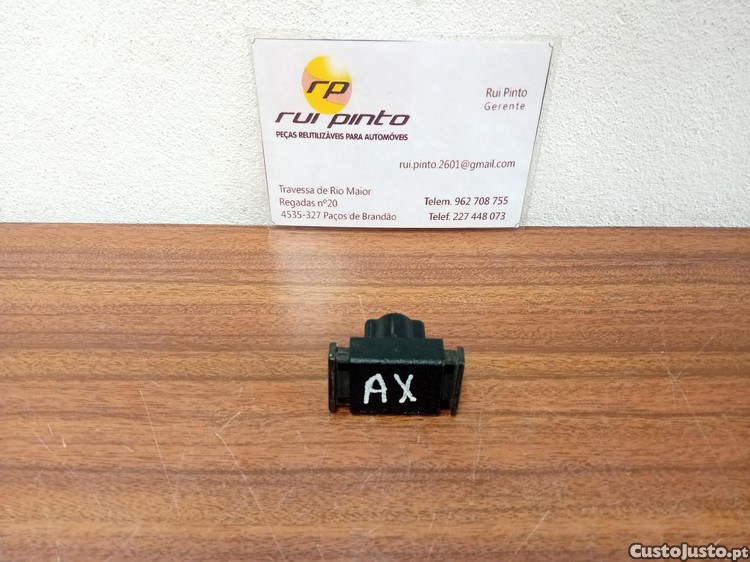 rp
rui pinto
PEÇAS REUTILIZÁVEIS PARA AUTOMÓVEIS
Rui Pinto
Gerente
rui.pinto.2601@gmail.com
Travessa de Rio Maior
Regadas nº20
4535-327 Paços de Brandão
Telem. 962 708 755
Telef. 227 448 073
AX
CustoJusto.pt